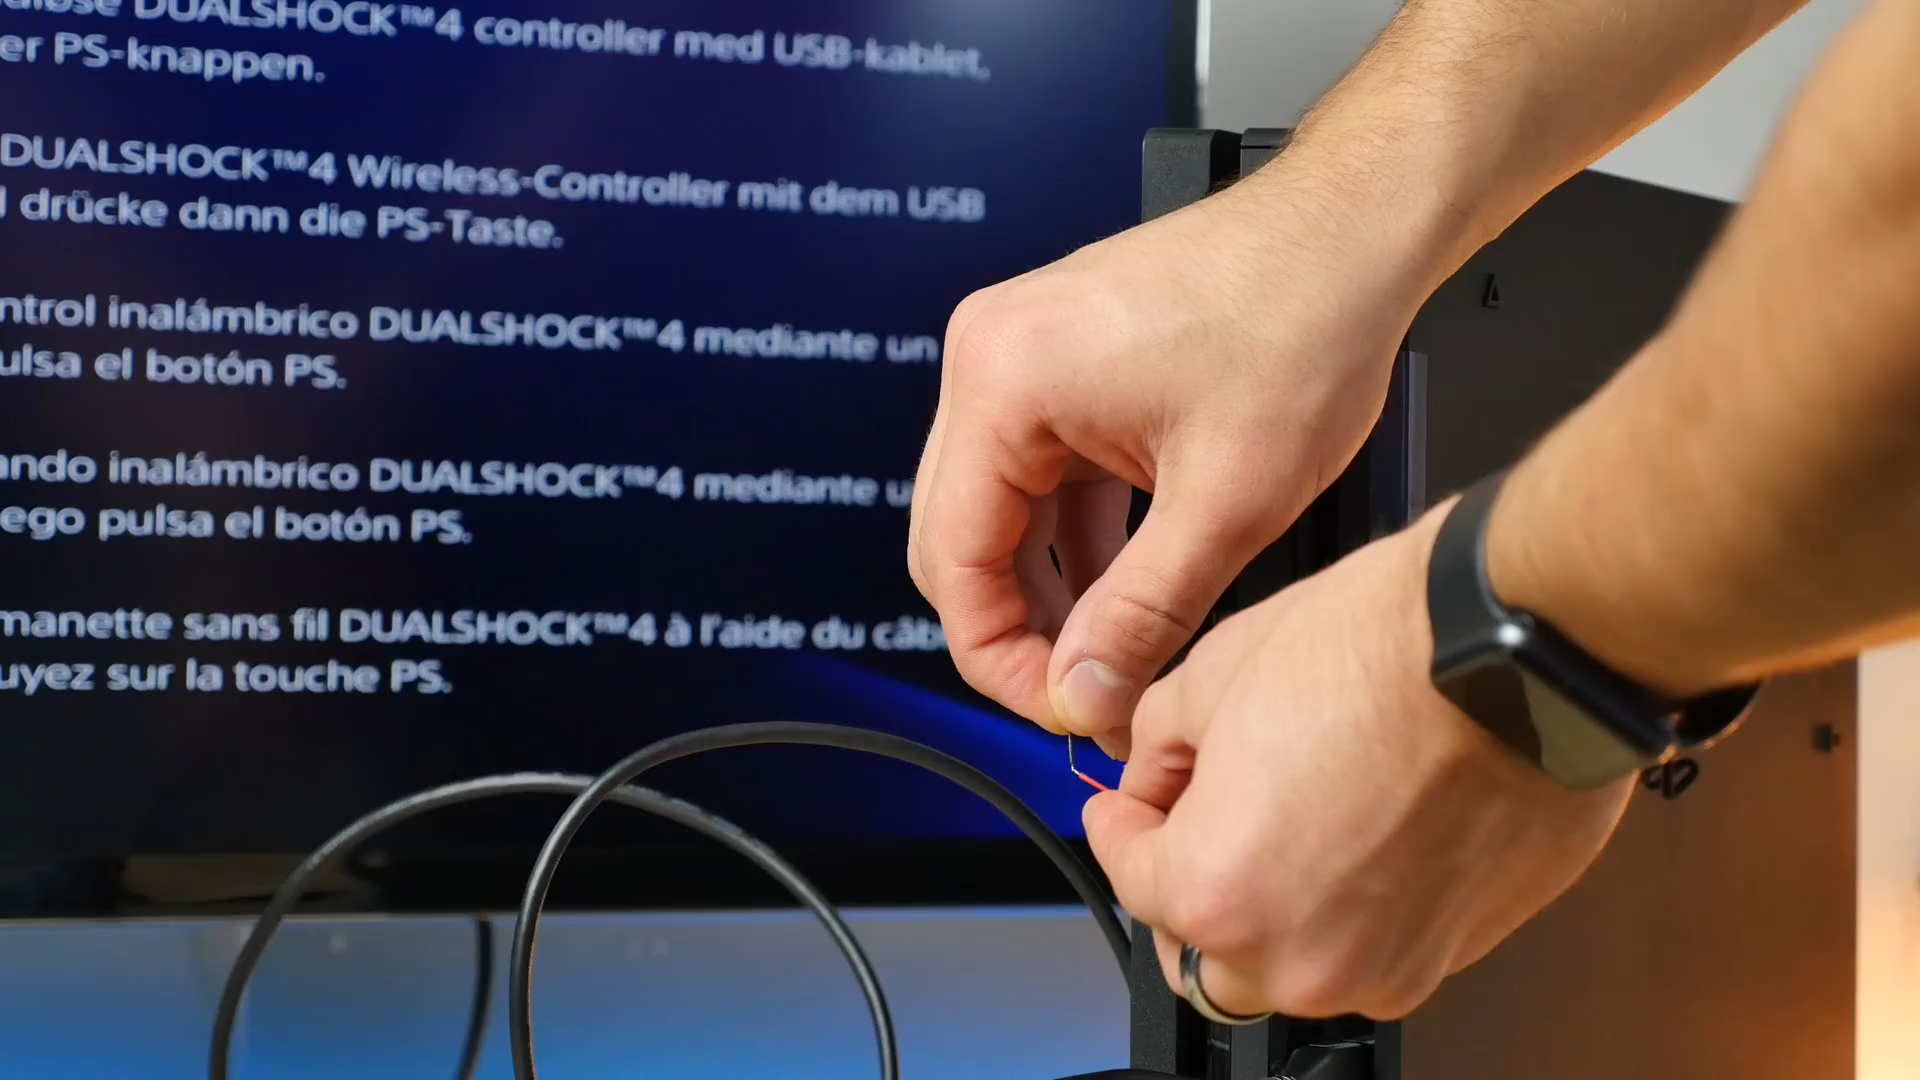 DUALSHOCK™4 controller med USB-kablet,
er PS-knappen.
DUALSHOCK™4 Wireless-Controller mit dem USB
drücke dann die PS-Taste.
ntrol inalámbrico DUALSHOCK™4 mediante un
ulsa el botón PS.
ando inalámbrico DUALSHOCK™4 mediante u
ego pulsa el botón PS.
manette sans fil DUALSHOCK™4 à l'aide du câb
uyez sur la touche PS.